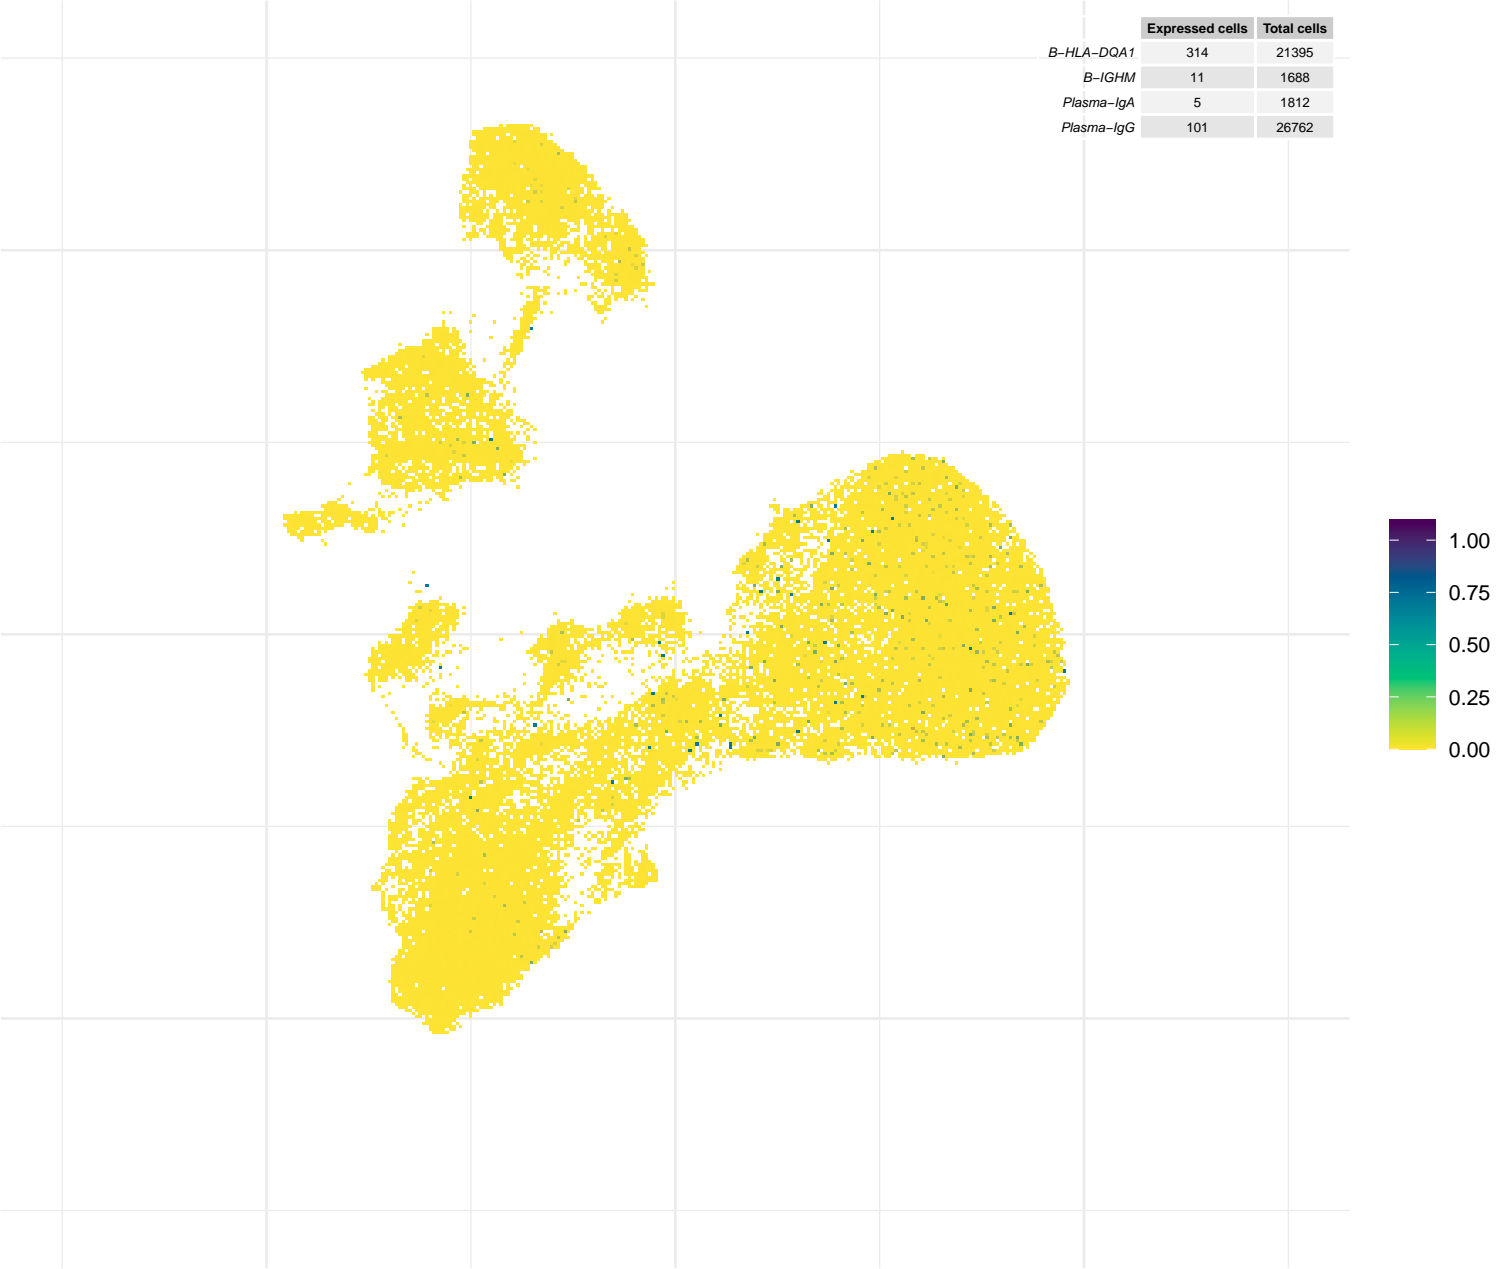 Expressed cells Total cells
B−HLA−DQA1 314 21395
B−IGHM 11 1688
Plasma−IgA 5 1812
Plasma−IgG 101 26762
1.00
0.75
0.50
0.25
0.00